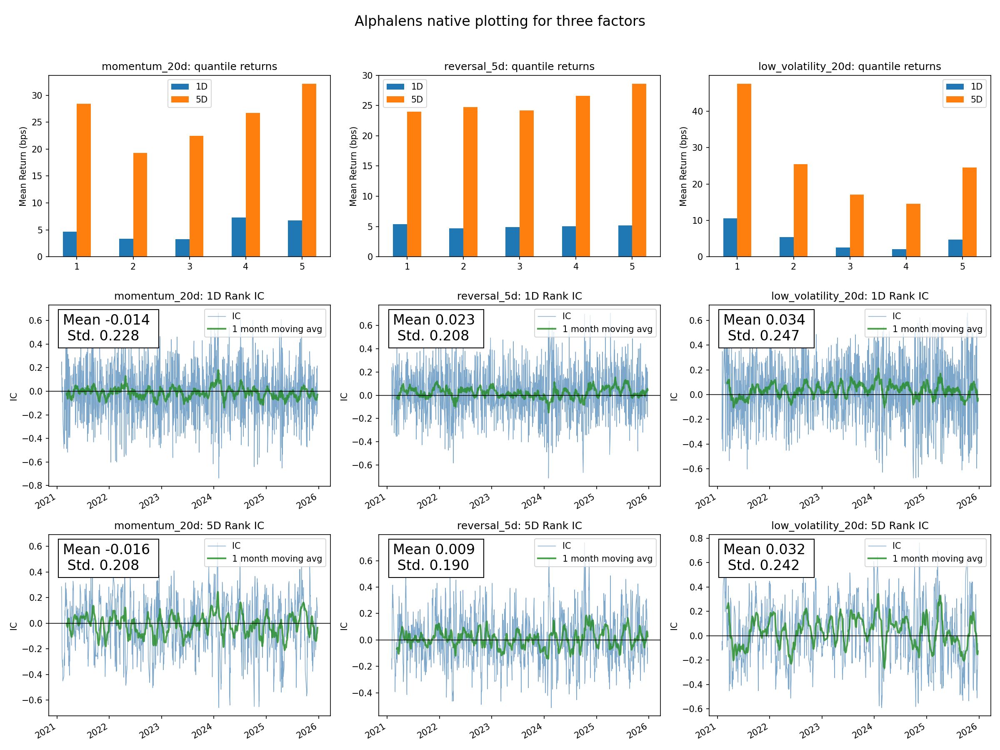 Alphalens native plotting for three factors
momentum_20d: quantile returns
Mean Return (bps)
30
25
20
15
10
5
0
1D
5D
1 2 3 4 5
reversal_5d: quantile returns
Mean Return (bps)
30
25
20
15
10
5
0
1D
5D
1 2 3 4 5
low_volatility_20d: quantile returns
Mean Return (bps)
40
30
20
10
0
1D
5D
1 2 3 4 5
momentum_20d: 1D Rank IC
IC
0.6
0.4
0.2
0.0
−0.2
−0.4
−0.6
−0.8
Mean -0.014
Std. 0.228
IC
1 month moving avg
2021 2022 2023 2024 2025 2026
reversal_5d: 1D Rank IC
IC
0.6
0.4
0.2
0.0
−0.2
−0.4
−0.6
Mean 0.023
Std. 0.208
IC
1 month moving avg
2021 2022 2023 2024 2025 2026
low_volatility_20d: 1D Rank IC
IC
0.6
0.4
0.2
0.0
−0.2
−0.4
−0.6
Mean 0.034
Std. 0.247
IC
1 month moving avg
2021 2022 2023 2024 2025 2026
momentum_20d: 5D Rank IC
IC
0.6
0.4
0.2
0.0
−0.2
−0.4
−0.6
Mean -0.016
Std. 0.208
IC
1 month moving avg
2021 2022 2023 2024 2025 2026
reversal_5d: 5D Rank IC
IC
0.6
0.4
0.2
0.0
−0.2
−0.4
Mean 0.009
Std. 0.190
IC
1 month moving avg
2021 2022 2023 2024 2025 2026
low_volatility_20d: 5D Rank IC
IC
0.8
0.6
0.4
0.2
0.0
−0.2
−0.4
−0.6
Mean 0.032
Std. 0.242
IC
1 month moving avg
2021 2022 2023 2024 2025 2026